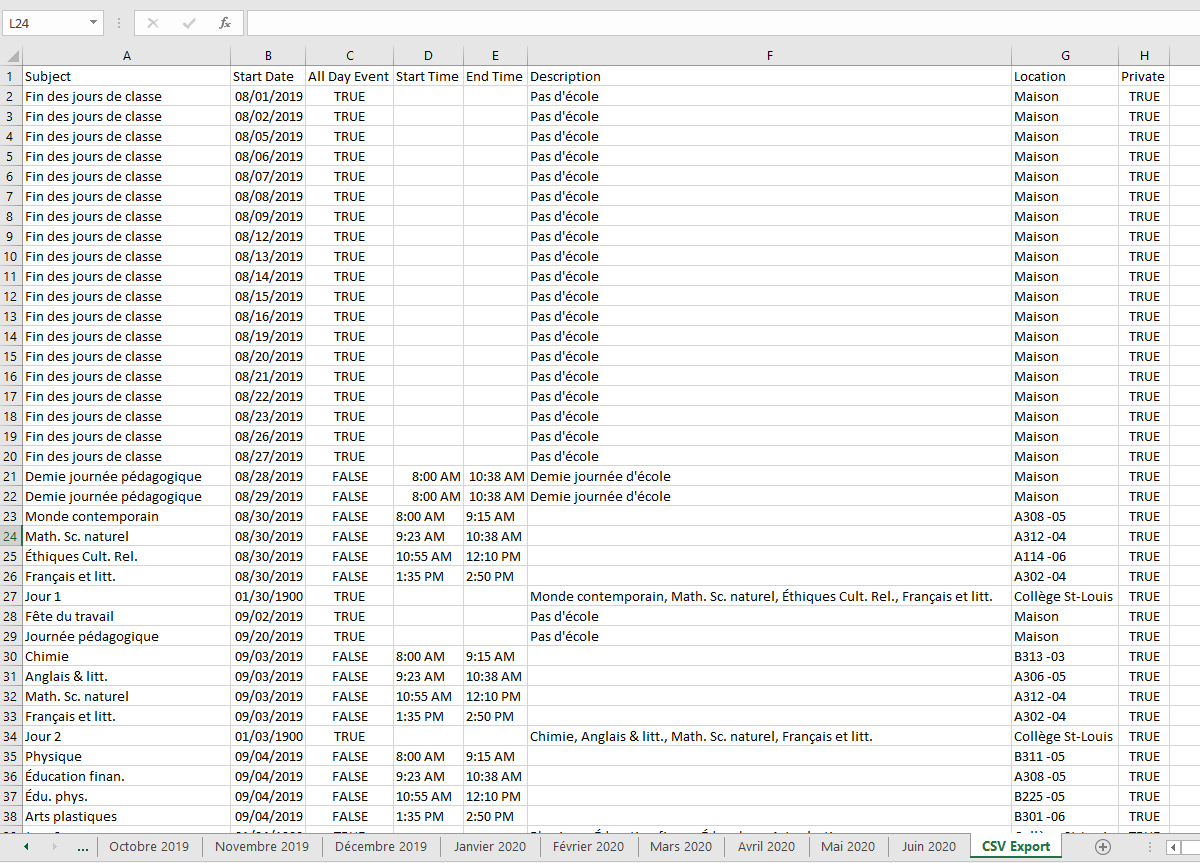 L24 fx
A B C D E F G H
1 Subject Start Date All Day Event Start Time End Time Description Location Private
2 Fin des jours de classe 08/01/2019 TRUE Pas d'école Maison TRUE
3 Fin des jours de classe 08/02/2019 TRUE Pas d'école Maison TRUE
4 Fin des jours de classe 08/05/2019 TRUE Pas d'école Maison TRUE
5 Fin des jours de classe 08/06/2019 TRUE Pas d'école Maison TRUE
6 Fin des jours de classe 08/07/2019 TRUE Pas d'école Maison TRUE
7 Fin des jours de classe 08/08/2019 TRUE Pas d'école Maison TRUE
8 Fin des jours de classe 08/09/2019 TRUE Pas d'école Maison TRUE
9 Fin des jours de classe 08/12/2019 TRUE Pas d'école Maison TRUE
10 Fin des jours de classe 08/13/2019 TRUE Pas d'école Maison TRUE
11 Fin des jours de classe 08/14/2019 TRUE Pas d'école Maison TRUE
12 Fin des jours de classe 08/15/2019 TRUE Pas d'école Maison TRUE
13 Fin des jours de classe 08/16/2019 TRUE Pas d'école Maison TRUE
14 Fin des jours de classe 08/19/2019 TRUE Pas d'école Maison TRUE
15 Fin des jours de classe 08/20/2019 TRUE Pas d'école Maison TRUE
16 Fin des jours de classe 08/21/2019 TRUE Pas d'école Maison TRUE
17 Fin des jours de classe 08/22/2019 TRUE Pas d'école Maison TRUE
18 Fin des jours de classe 08/23/2019 TRUE Pas d'école Maison TRUE
19 Fin des jours de classe 08/26/2019 TRUE Pas d'école Maison TRUE
20 Fin des jours de classe 08/27/2019 TRUE Pas d'école Maison TRUE
21 Demie journée pédagogique 08/28/2019 FALSE 8:00 AM 10:38 AM Demie journée d'école Maison TRUE
22 Demie journée pédagogique 08/29/2019 FALSE 8:00 AM 10:38 AM Demie journée d'école Maison TRUE
23 Monde contemporain 08/30/2019 FALSE 8:00 AM 9:15 AM A308 -05 TRUE
24 Math. Sc. naturel 08/30/2019 FALSE 9:23 AM 10:38 AM A312 -04 TRUE
25 Éthiques Cult. Rel. 08/30/2019 FALSE 10:55 AM 12:10 PM A114 -06 TRUE
26 Français et litt. 08/30/2019 FALSE 1:35 PM 2:50 PM A302 -04 TRUE
27 Jour 1 01/30/1900 TRUE Monde contemporain, Math. Sc. naturel, Éthiques Cult. Rel., Français et litt. Collège St-Louis TRUE
28 Fête du travail 09/02/2019 TRUE Pas d'école Maison TRUE
29 Journée pédagogique 09/20/2019 TRUE Pas d'école Maison TRUE
30 Chimie 09/03/2019 FALSE 8:00 AM 9:15 AM B313 -03 TRUE
31 Anglais & litt. 09/03/2019 FALSE 9:23 AM 10:38 AM A306 -05 TRUE
32 Math. Sc. naturel 09/03/2019 FALSE 10:55 AM 12:10 PM A312 -04 TRUE
33 Français et litt. 09/03/2019 FALSE 1:35 PM 2:50 PM A302 -04 TRUE
34 Jour 2 01/03/1900 TRUE Chimie, Anglais & litt., Math. Sc. naturel, Français et litt. Collège St-Louis TRUE
35 Physique 09/04/2019 FALSE 8:00 AM 9:15 AM B311 -05 TRUE
36 Éducation finan. 09/04/2019 FALSE 9:23 AM 10:38 AM A308 -05 TRUE
37 Édu. phys. 09/04/2019 FALSE 10:55 AM 12:10 PM B225 -05 TRUE
38 Arts plastiques 09/04/2019 FALSE 1:35 PM 2:50 PM B301 -06 TRUE
... Octobre 2019 Novembre 2019 Décembre 2019 Janvier 2020 Février 2020 Mars 2020 Avril 2020 Mai 2020 Juin 2020 CSV Export